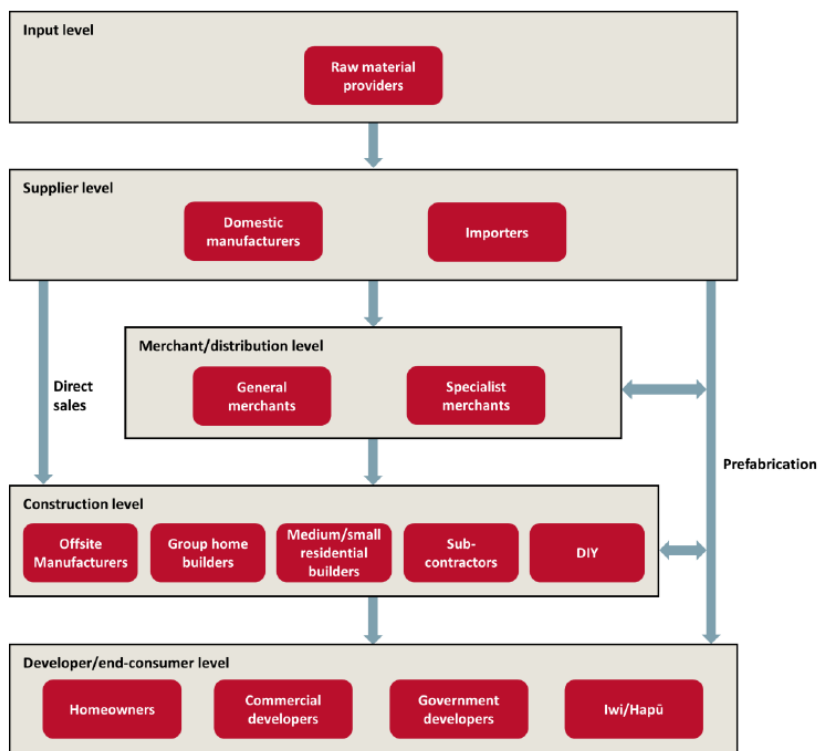 Input level
Raw material
providers
Supplier level
Domestic
manufacturers
Importers
Merchant/distribution level
General
merchants
Specialist
merchants
Direct
sales
Prefabrication
Construction level
Offsite
Manufacturers
Group home
builders
Medium/small
residential
builders
Sub-
contractors
DIY
Developer/end-consumer level
Homeowners
Commercial
developers
Government
developers
Iwi/Hapū